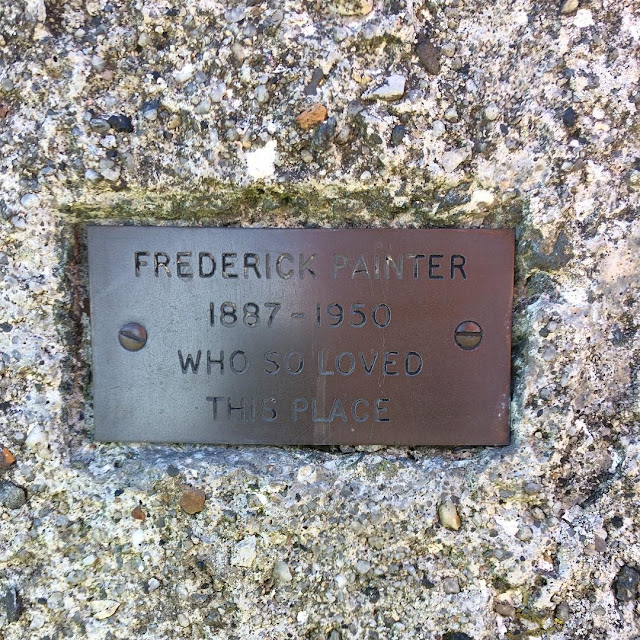 FREDERICK PAINTER
1887 - 1950
WHO SO LOVED
THIS PLACE